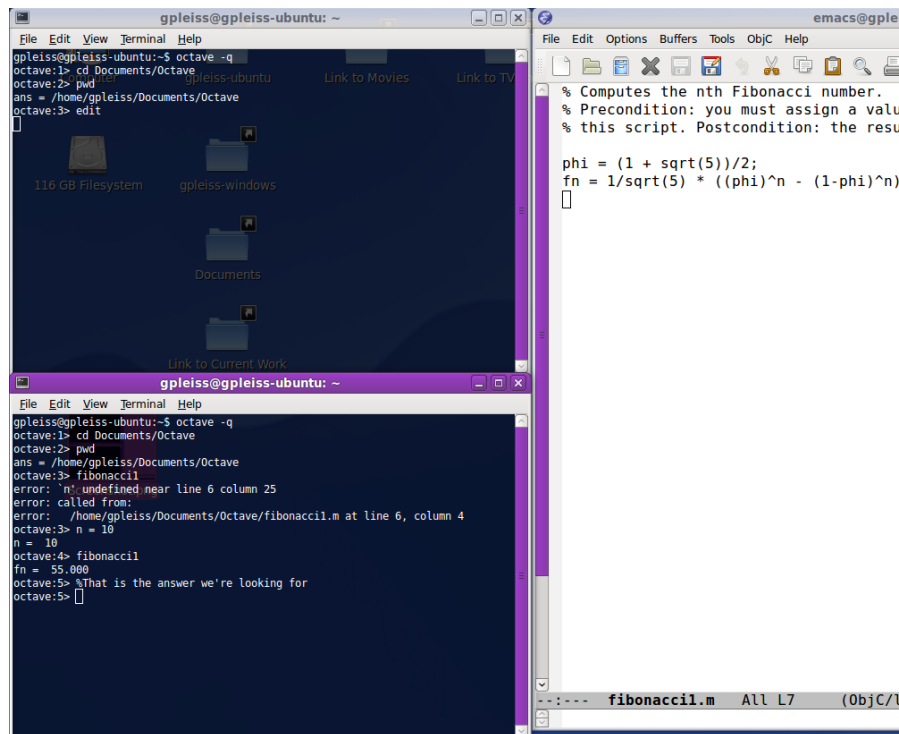 gpleiss@gpleiss-ubuntu: ~
File Edit View Terminal Help
gpleiss@gpleiss-ubuntu:~$ octave -q
octave:1> cd Documents/Octave
octave:2> pwd
ans = /home/gpleiss/Documents/Octave
octave:3> edit
Computer
gpleiss-ubuntu
Link to Movies
Link to TV
116 GB Filesystem
gpleiss-windows
Documents
Link to Current Work
gpleiss@gpleiss-ubuntu: ~
File Edit View Terminal Help
gpleiss@gpleiss-ubuntu:~$ octave -q
octave:1> cd Documents/Octave
octave:2> pwd
ans = /home/gpleiss/Documents/Octave
octave:3> fibonacci1
error: `n' undefined near line 6 column 25
error: called from:
error:   /home/gpleiss/Documents/Octave/fibonacci1.m at line 6, column 4
octave:3> n = 10
n =  10
octave:4> fibonacci1
fn =  55.000
octave:5> %That is the answer we're looking for
octave:5>
emacs@gple
File Edit Options Buffers Tools ObjC Help
% Computes the nth Fibonacci number.
% Precondition: you must assign a valu
% this script. Postcondition: the resu
phi = (1 + sqrt(5))/2;
fn = 1/sqrt(5) * ((phi)^n - (1-phi)^n)
--:---  fibonacci1.m   All L7     (ObjC/l